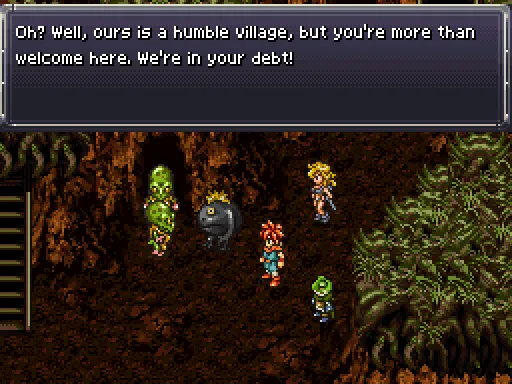 Oh? Well, ours is a humble village, but you're more than
welcome here. We're in your debt!